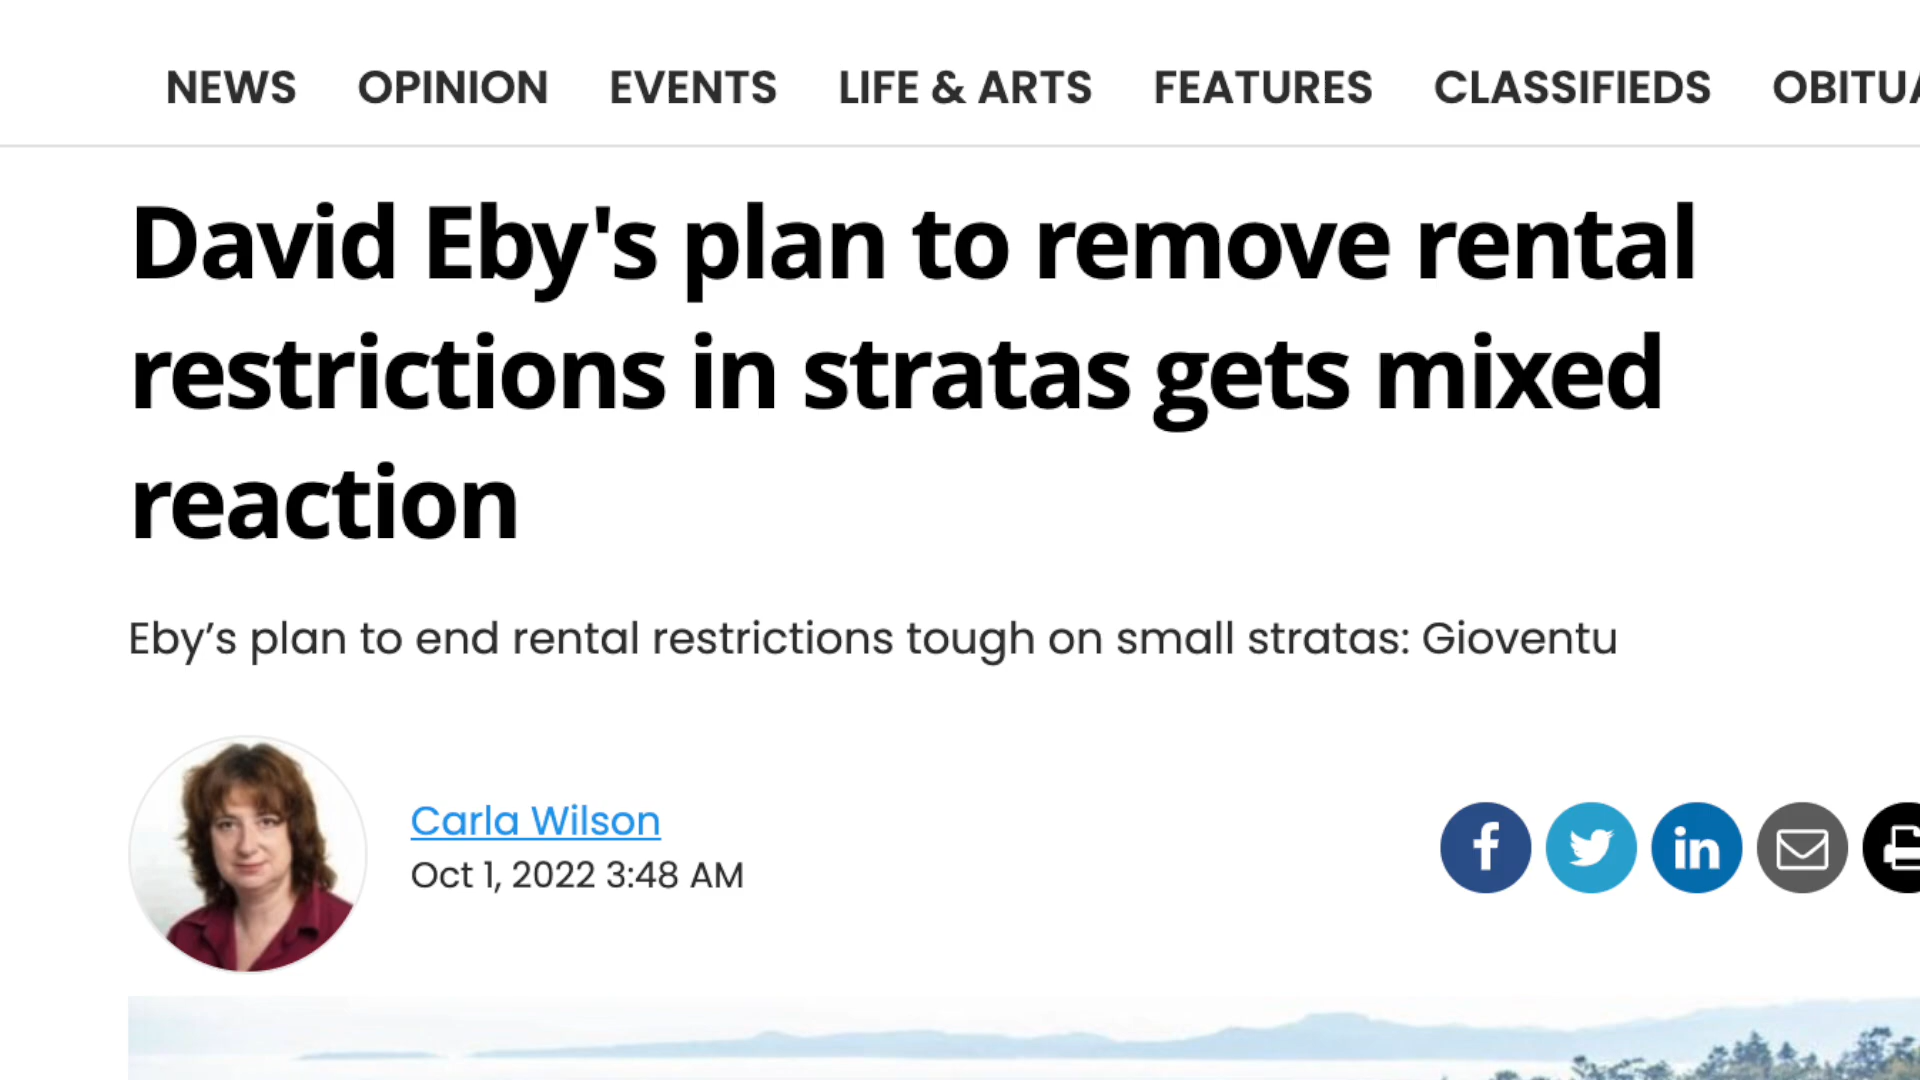 NEWS OPINION EVENTS LIFE & ARTS FEATURES CLASSIFIEDS OBITUA
David Eby's plan to remove rental
restrictions in stratas gets mixed
reaction
Eby’s plan to end rental restrictions tough on small stratas: Gioventu
Carla Wilson
Oct 1, 2022 3:48 AM